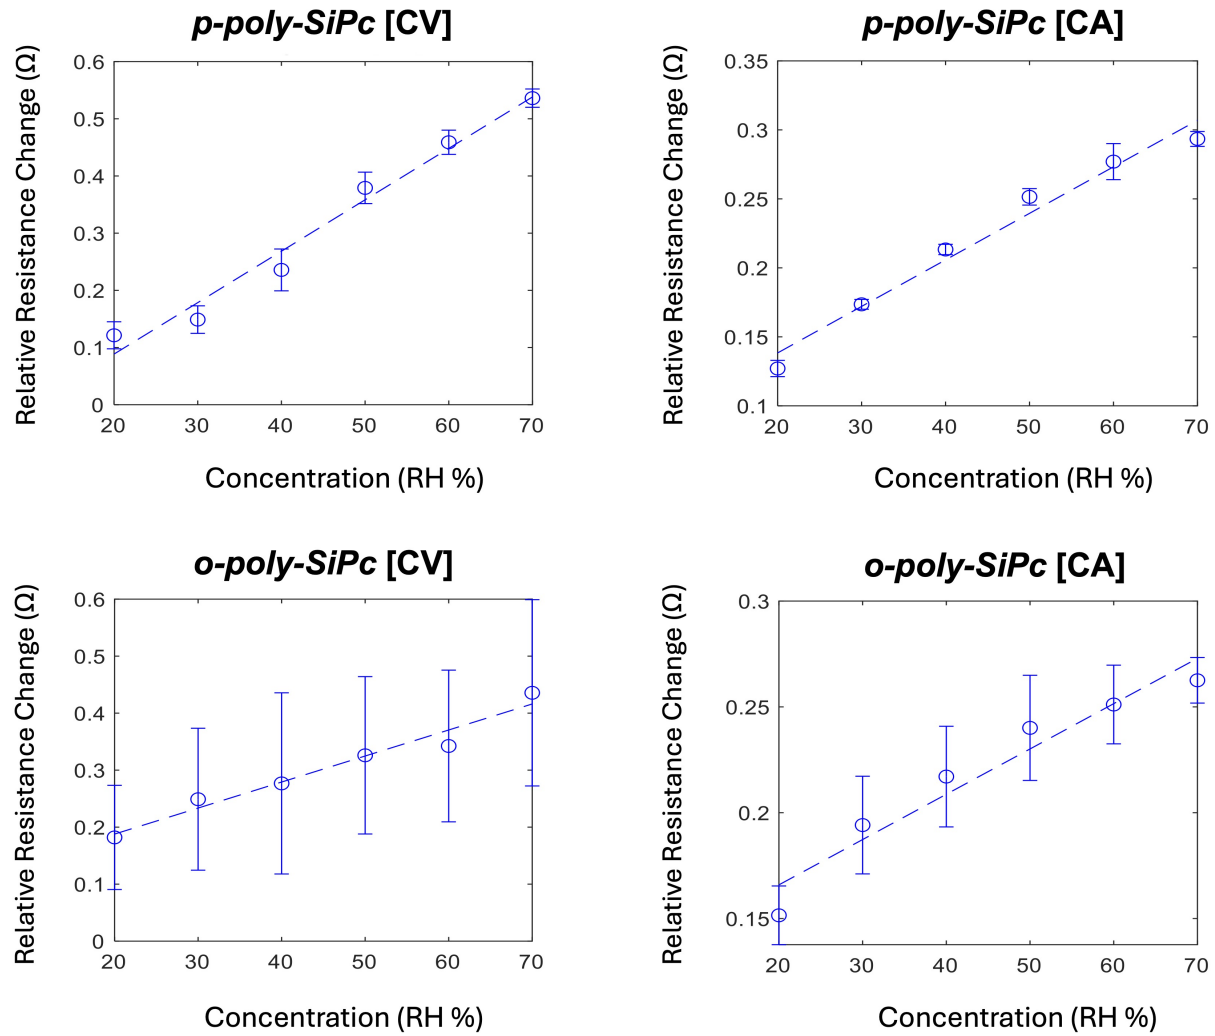 p-poly-SiPc [CV]
Relative Resistance Change (Ω)
0.6
0.5
0.4
0.3
0.2
0.1
0
20 30 40 50 60 70
Concentration (RH %)
p-poly-SiPc [CA]
Relative Resistance Change (Ω)
0.35
0.3
0.25
0.2
0.15
0.1
20 30 40 50 60 70
Concentration (RH %)
o-poly-SiPc [CV]
Relative Resistance Change (Ω)
0.6
0.5
0.4
0.3
0.2
0.1
0
20 30 40 50 60 70
Concentration (RH %)
o-poly-SiPc [CA]
Relative Resistance Change (Ω)
0.3
0.25
0.2
0.15
20 30 40 50 60 70
Concentration (RH %)